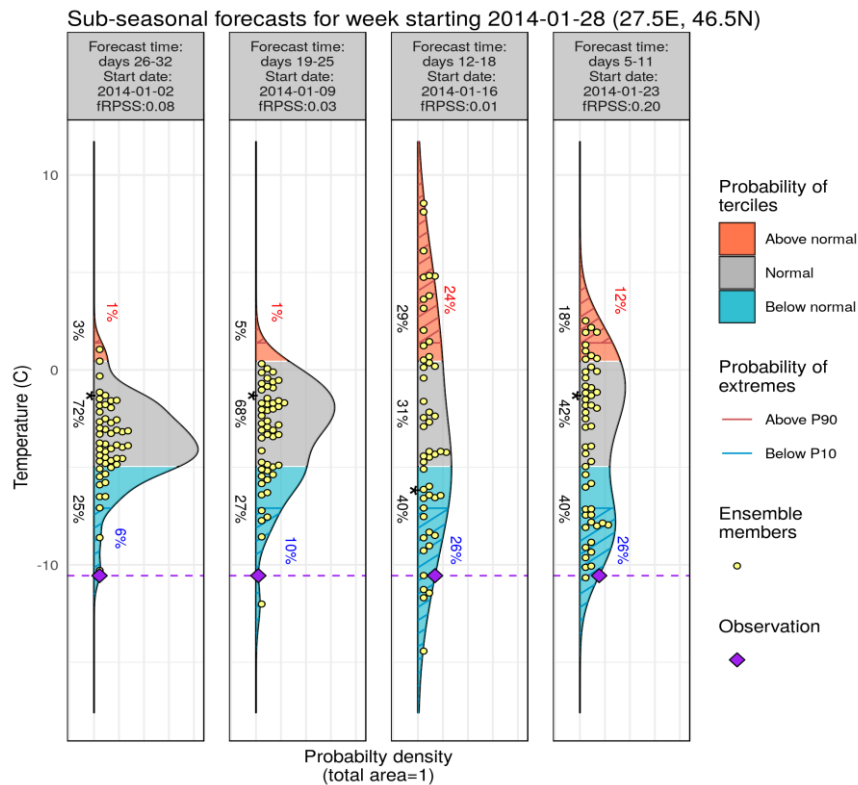 Sub-seasonal forecasts for week starting 2014-01-28 (27.5E, 46.5N)
Forecast time:
days 26-32
Start date:
2014-01-02
fRPSS:0.08
Forecast time:
days 19-25
Start date:
2014-01-09
fRPSS:0.03
Forecast time:
days 12-18
Start date:
2014-01-16
fRPSS:0.01
Forecast time:
days 5-11
Start date:
2014-01-23
fRPSS:0.20
Temperature (C)
10
0
-10
3%
1%
*
72%
25%
6%
5%
1%
*
68%
27%
10%
29%
24%
31%
*
40%
26%
18%
12%
*
42%
40%
26%
Probabilty density
(total area=1)
Probability of
terciles
Above normal
Normal
Below normal
Probability of
extremes
Above P90
Below P10
Ensemble
members
Observation